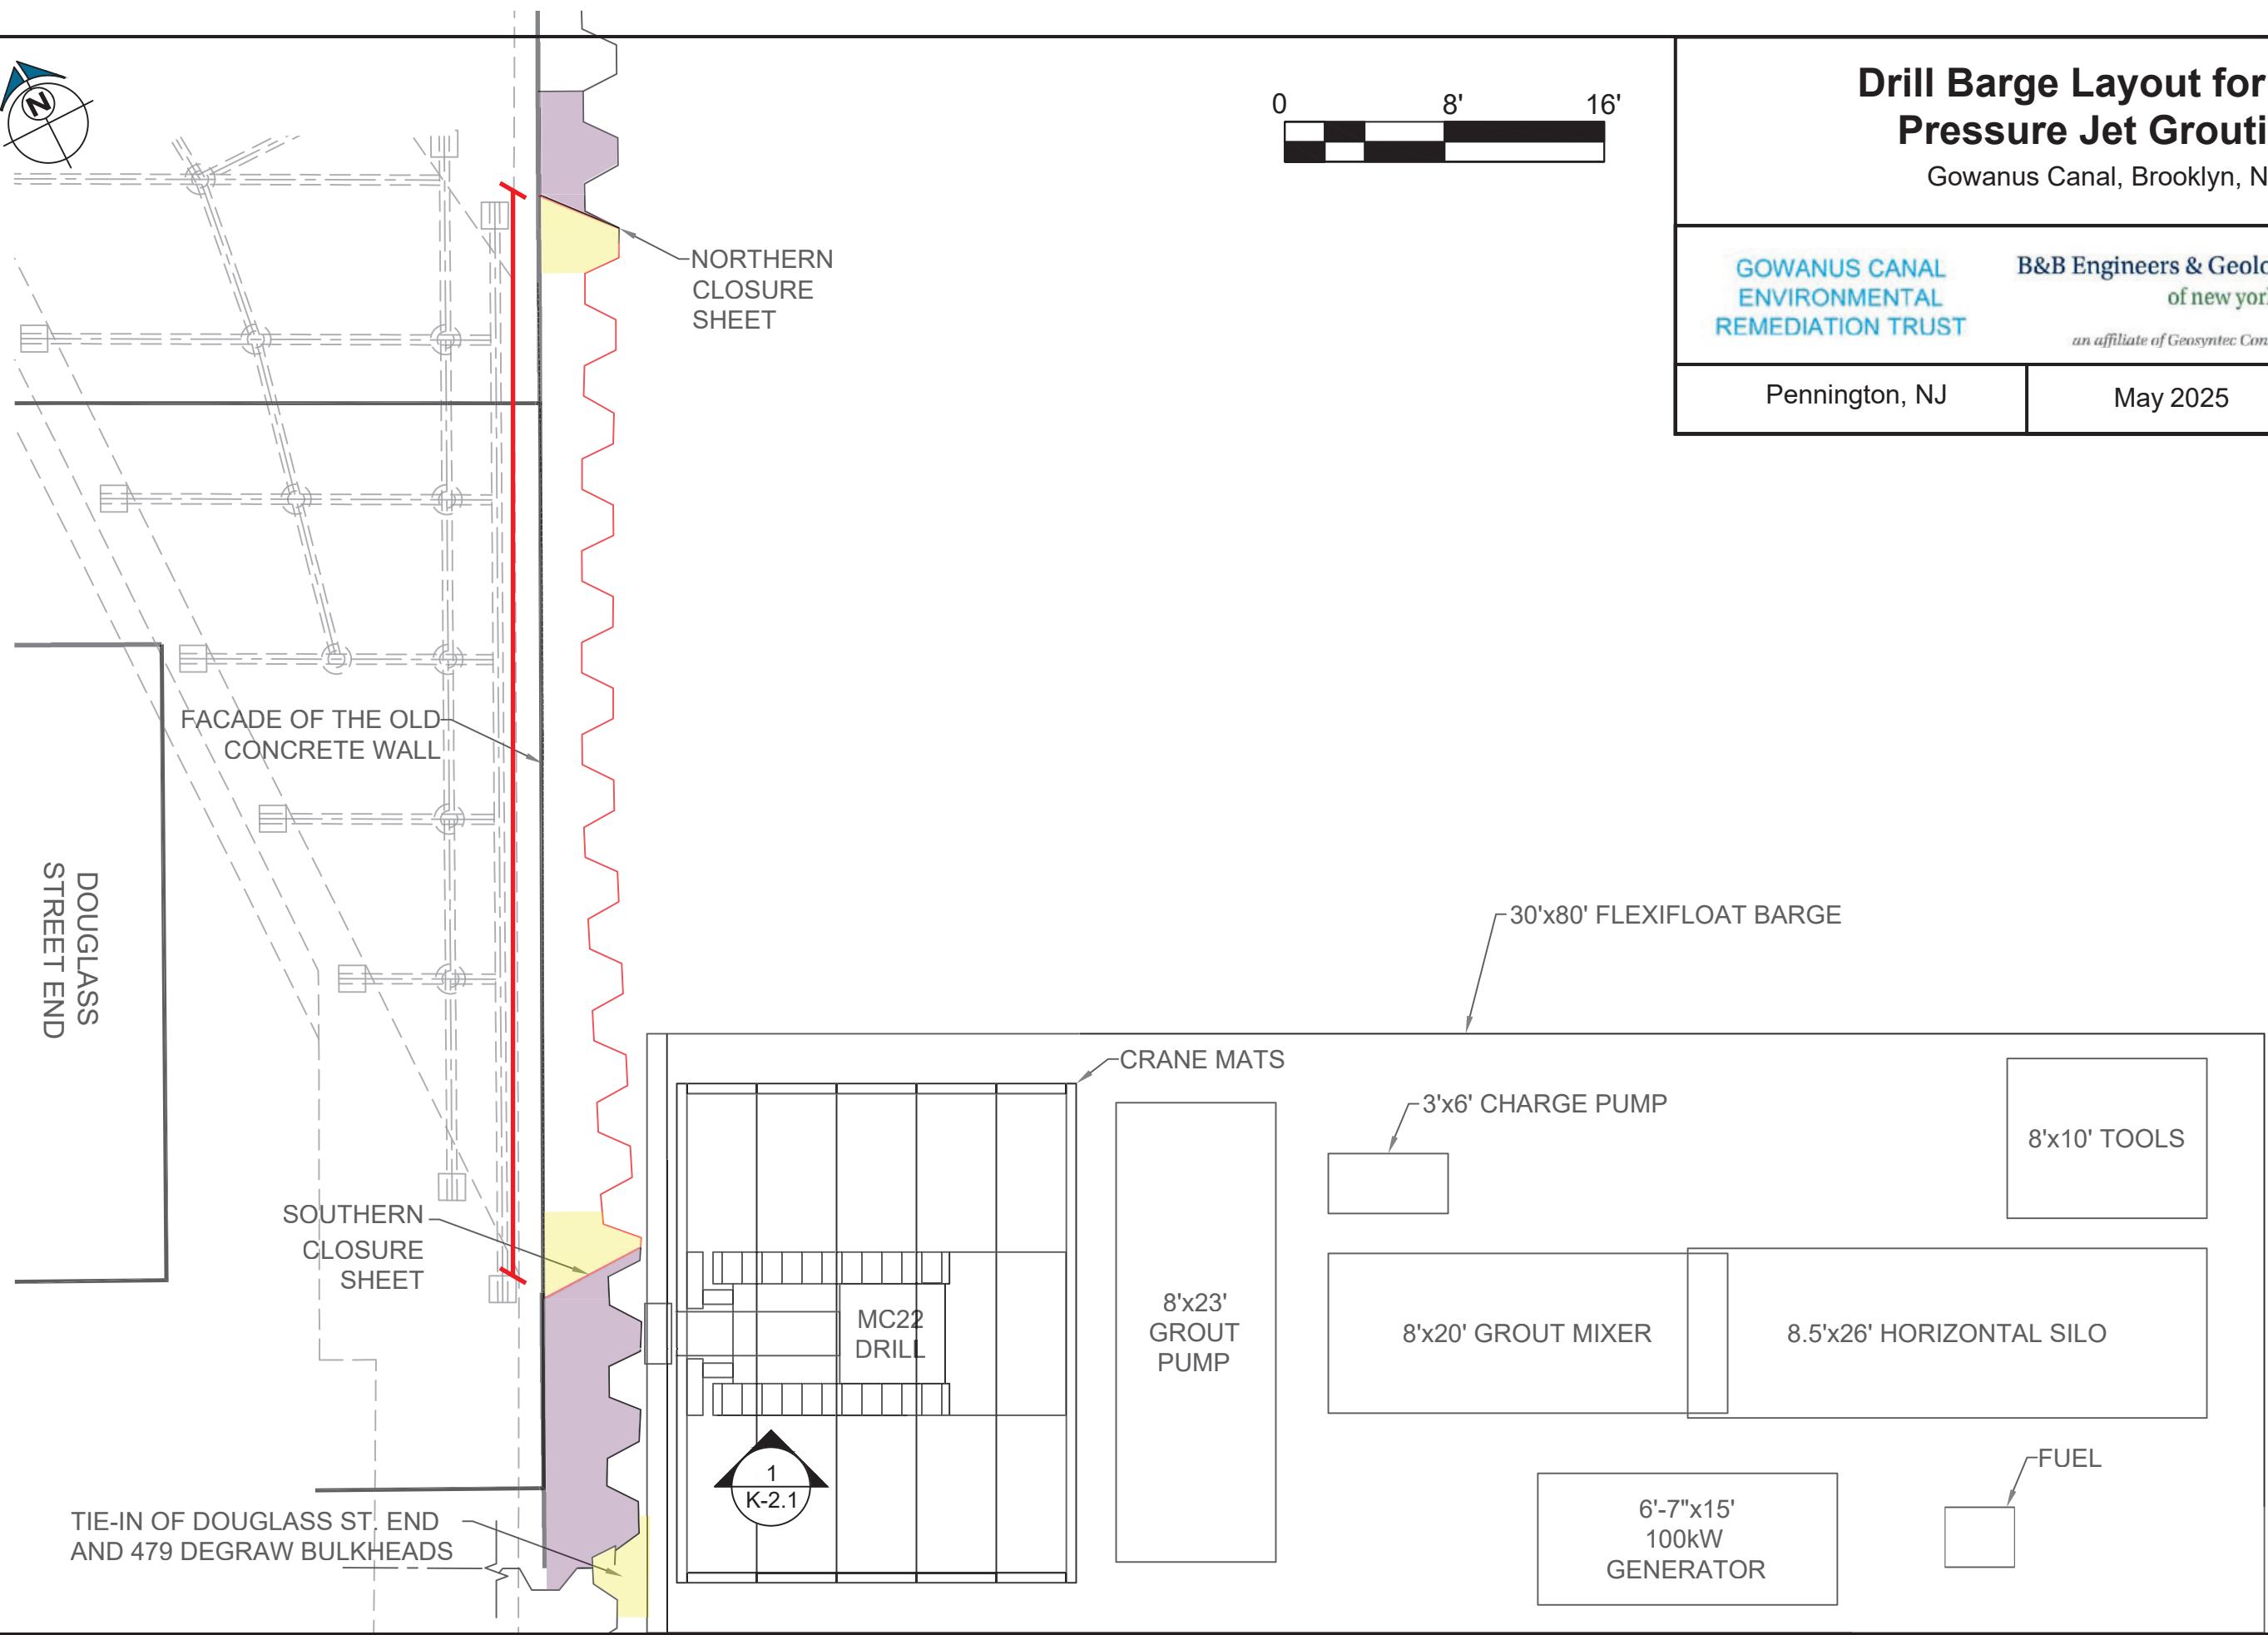 N
0 8' 16'
Drill Barge Layout for
Pressure Jet Grouti
Gowanus Canal, Brooklyn, N
GOWANUS CANAL
ENVIRONMENTAL
REMEDIATION TRUST
B&B Engineers & Geolo
of new yor
an affiliate of Geosyntec Con
Pennington, NJ
May 2025
NORTHERN
CLOSURE
SHEET
FACADE OF THE OLD
CONCRETE WALL
DOUGLASS
STREET END
30'x80' FLEXIFLOAT BARGE
CRANE MATS
3'x6' CHARGE PUMP
8'x10' TOOLS
SOUTHERN
CLOSURE
SHEET
MC22
DRILL
8'x23'
GROUT
PUMP
8'x20' GROUT MIXER
8.5'x26' HORIZONTAL SILO
1
K-2.1
FUEL
6'-7"x15'
100kW
GENERATOR
TIE-IN OF DOUGLASS ST. END
AND 479 DEGRAW BULKHEADS